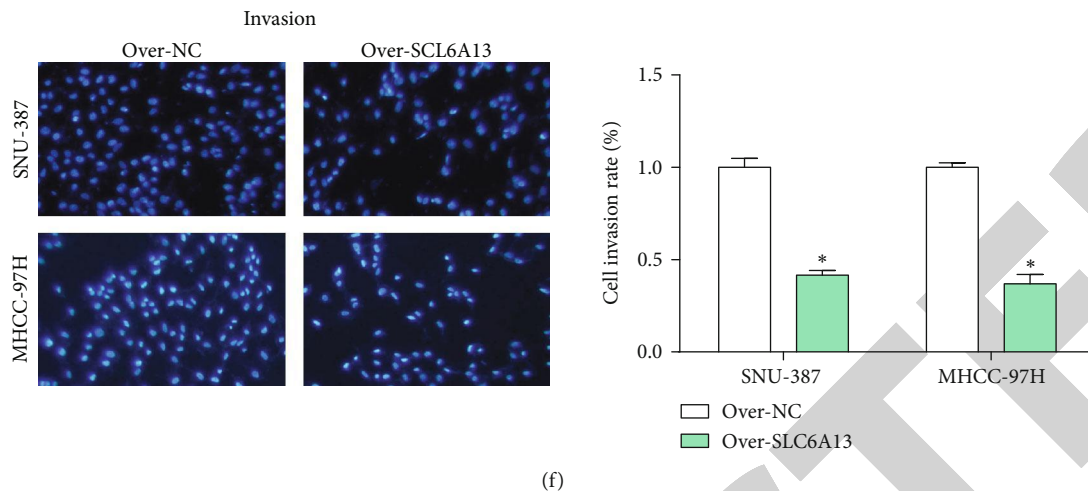 Invasion
Over-NC
Over-SCL6A13
SNU-387
MHCC-97H
Cell invasion rate (%)
1.5
1.0
0.5
0.0
*
*
SNU-387
MHCC-97H
Over-NC
Over-SLC6A13
(f)